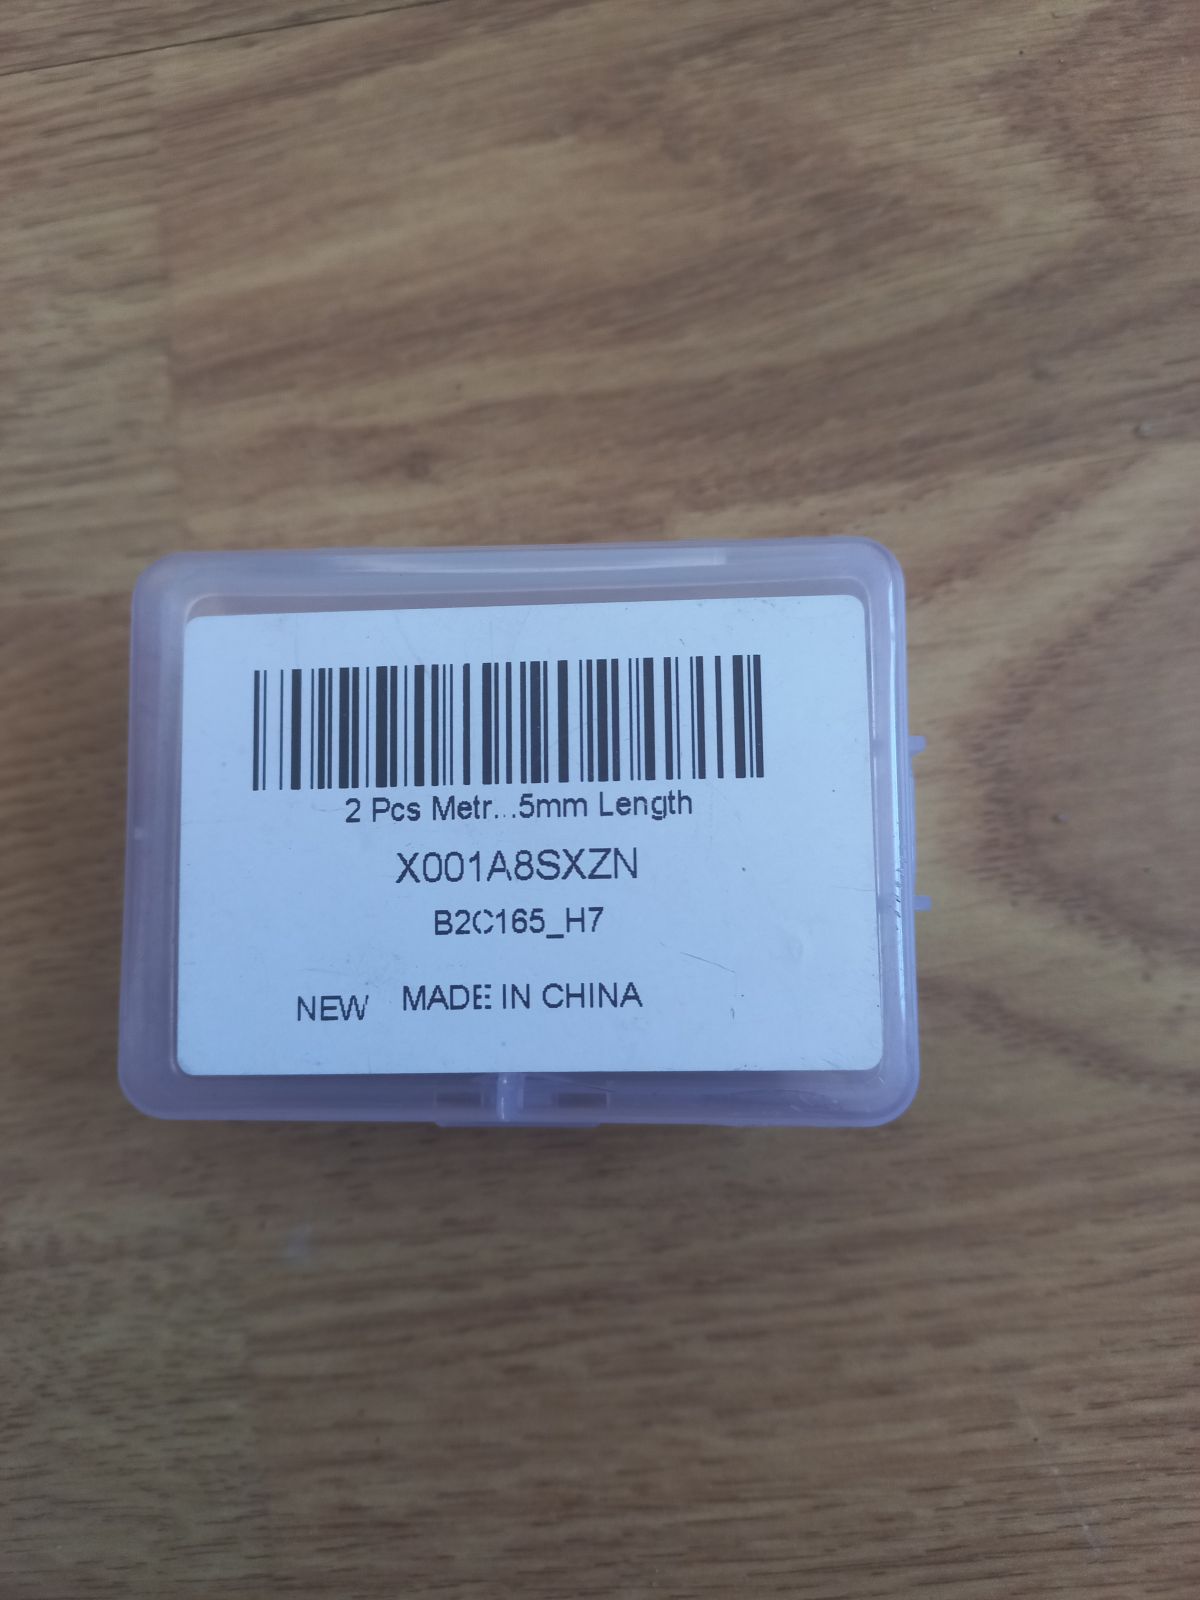 2 Pcs Metr...5mm Length
X001A8SXZN
B2C165_H7
NEW MADE IN CHINA